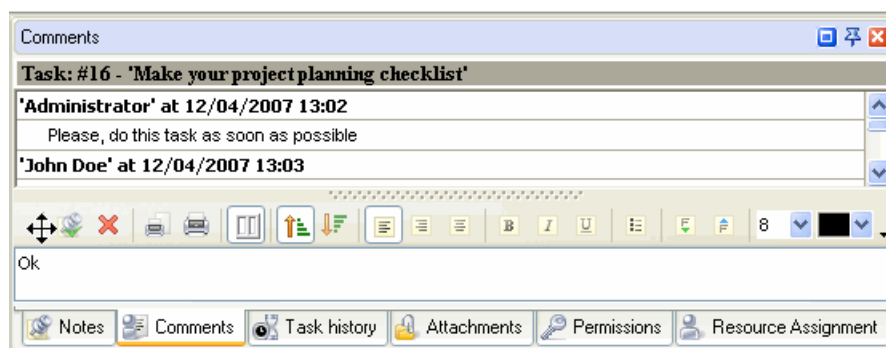 Comments
Task: #16 - 'Make your project planning checklist'
'Administrator' at 12/04/2007 13:02
Please, do this task as soon as possible
'John Doe' at 12/04/2007 13:03
B I U F F 8
Ok
Notes Comments Task history Attachments Permissions Resource Assignment